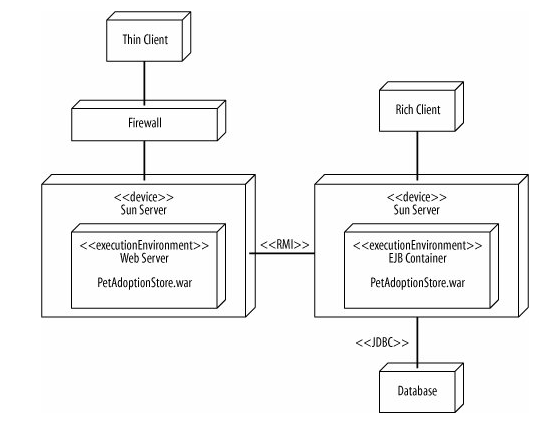 Thin Client
Firewall
Rich Client
<<device>>
Sun Server
<<executionEnvironment>>
Web Server
PetAdoptionStore.war
<<RMI>>
<<device>>
Sun Server
<<executionEnvironment>>
EJB Container
PetAdoptionStore.war
<<JDBC>>
Database